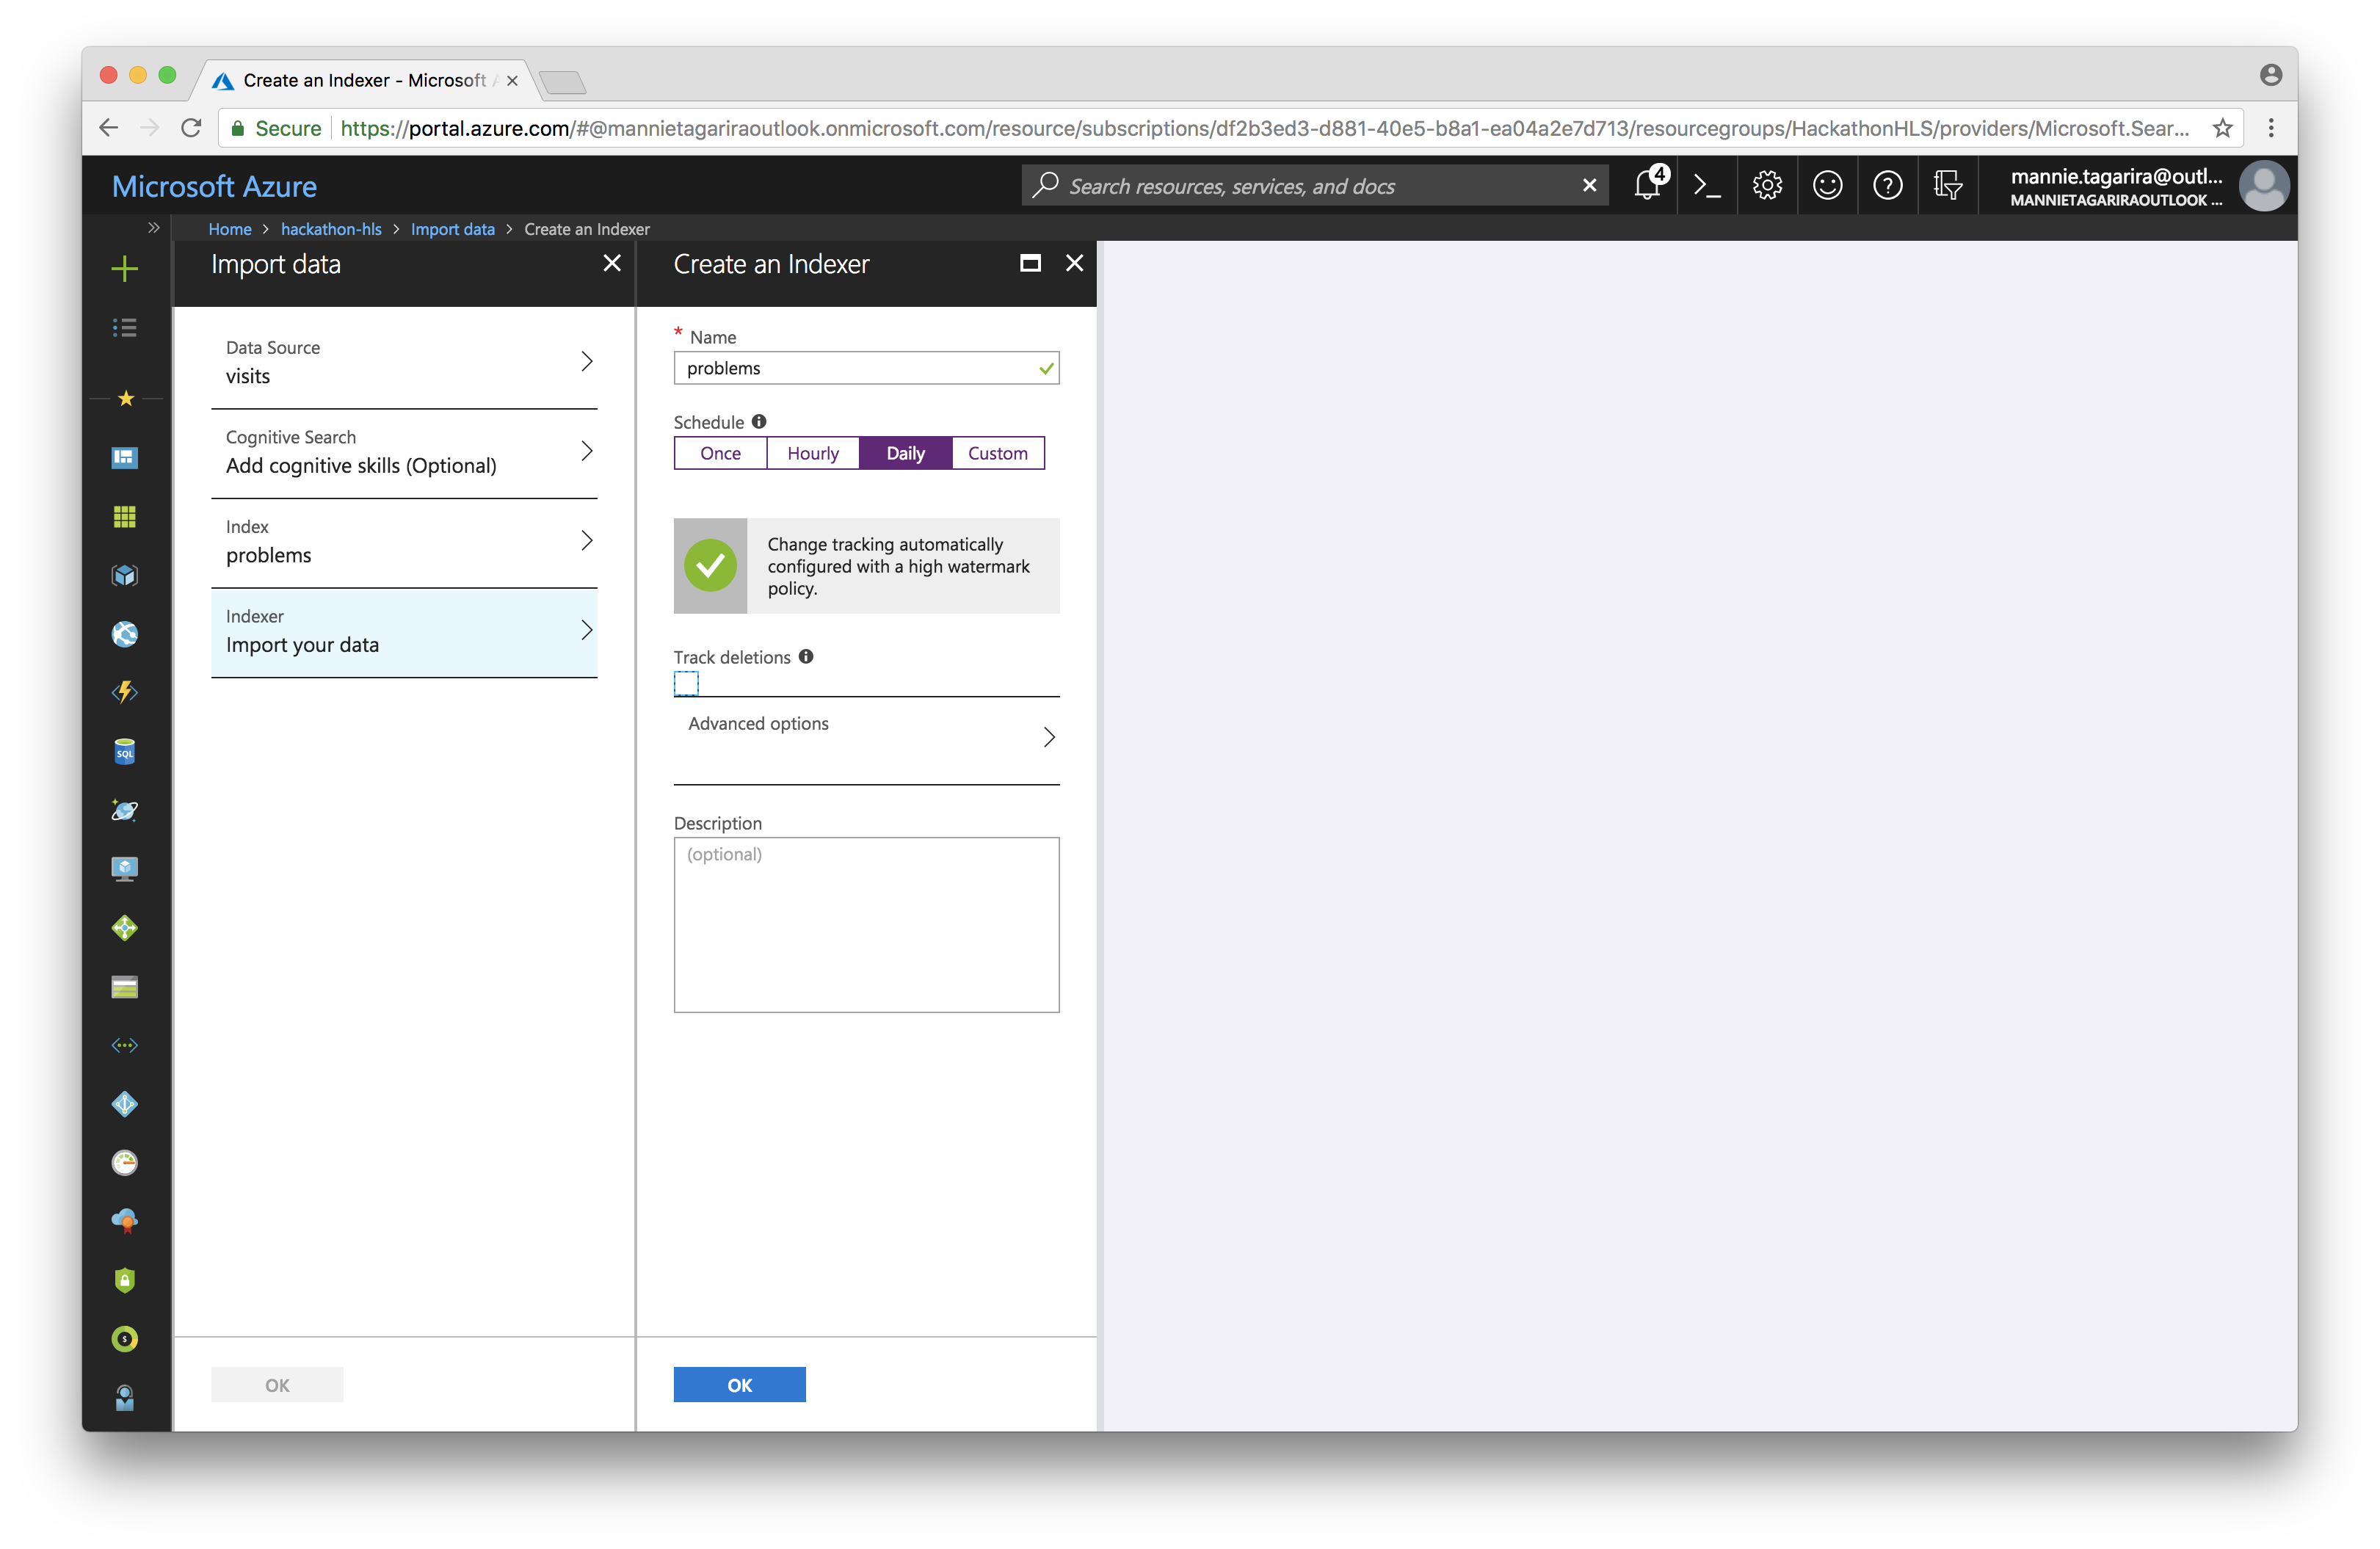 Create an Indexer - Microsoft
Secure
https://portal.azure.com/#@mannietagariraoutlook.onmicrosoft.com/resource/subscriptions/df2b3ed3-d881-40e5-b8a1-ea04a2e7d713/resourcegroups/HackathonHLS/providers/Microsoft.Sear...
Microsoft Azure
Search resources, services, and docs
4
mannie.tagarira@outl...
MANNIETAGARIRAOUTLOOK ...
Home > hackathon-hls > Import data > Create an Indexer
Import data
Data Source
visits
Cognitive Search
Add cognitive skills (Optional)
Index
problems
Indexer
Import your data
OK
Create an Indexer
* Name
problems
Schedule
Once Hourly Daily Custom
Change tracking automatically
configured with a high watermark
policy.
Track deletions
Advanced options
Description
(optional)
OK
SQL